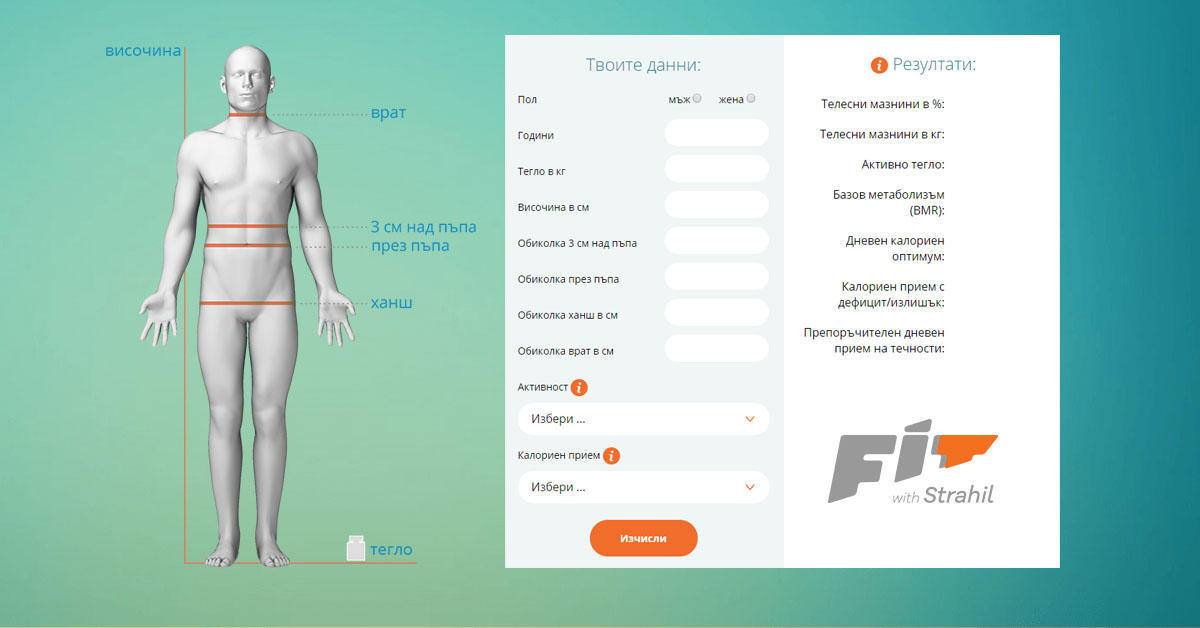 височина
врат
3 см над пъпа
през пъпа
ханш
тегло
Твоите данни:
Пол
мъж жена
Години
Тегло в кг
Височина в см
Обиколка 3 см над пъпа
Обиколка през пъпа
Обиколка ханш в см
Обиколка врат в см
Активност i
Избери ...
Калориен прием i
Избери ...
Изчисли
i Резултати:
Телесни мазнини в %:
Телесни мазнини в кг:
Активно тегло:
Базов метаболизъм
(BMR):
Дневен калориен
оптимум:
Калориен прием с
дефицит/излишък:
Препоръчителен дневен
прием на течности:
FIT
with Strahil